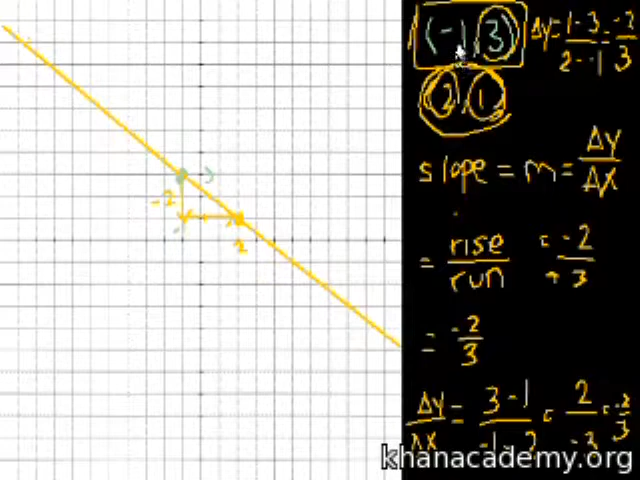 (-1, 3) Δy = 1-3 / 2--1 = -2 / 3
(2, 1)
3
-2
2
slope = m = Δy / Δx
= rise / run = -2 / +3
= -2 / 3
Δy / Δx = 3-1 / -1-2 = 2 / -3 = -2 / 3
khanacademy.org